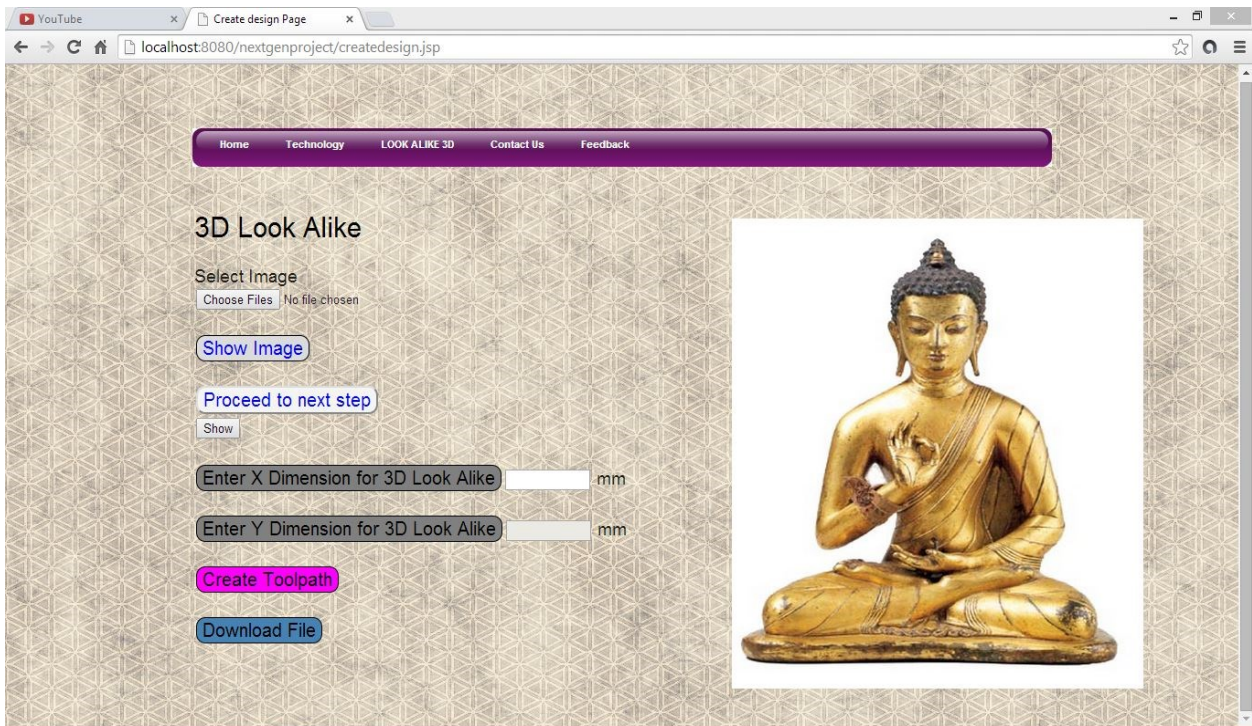 YouTube
Create design Page
localhost:8080/nextgenproject/createdesign.jsp
Home Technology LOOK ALIKE 3D Contact Us Feedback
3D Look Alike
Select Image
Choose Files No file chosen
Show Image
Proceed to next step
Show
Enter X Dimension for 3D Look Alike mm
Enter Y Dimension for 3D Look Alike mm
Create Toolpath
Download File